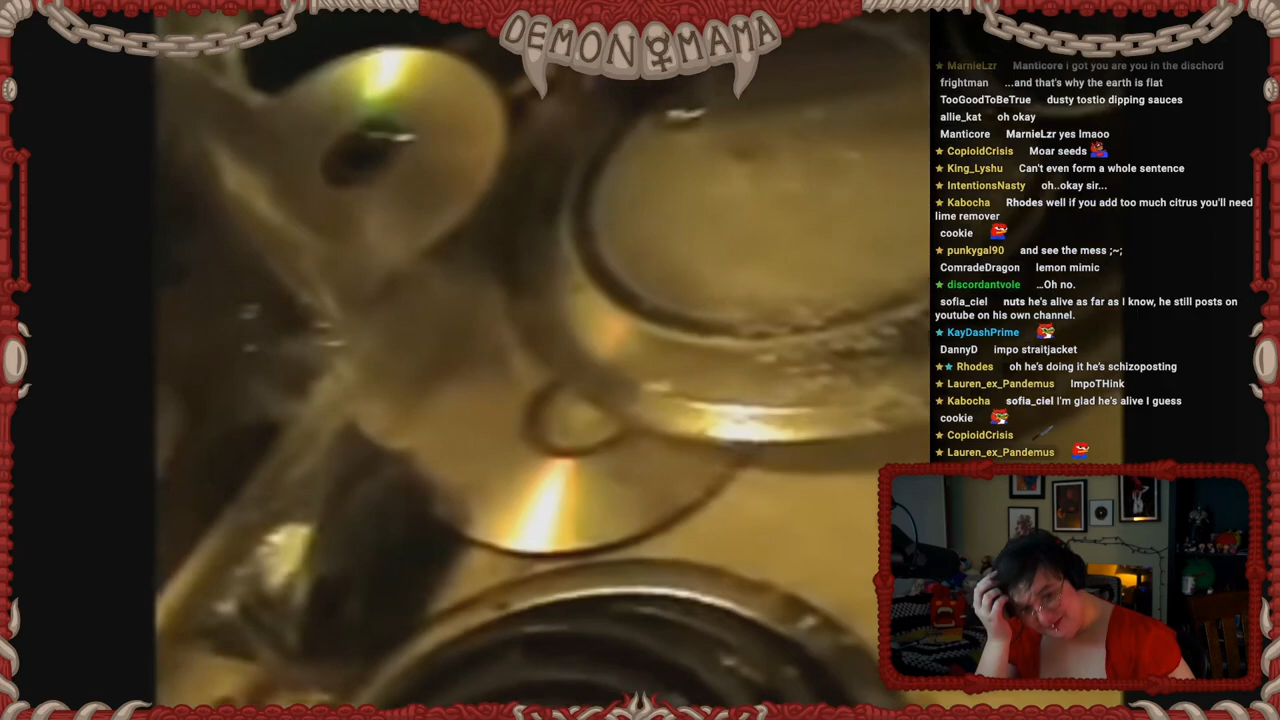 DEMON MAMA
MarnieLzr Manticore i got you are you in the dischord
frightman ...and that's why the earth is flat
TooGoodToBeTrue dusty tostio dipping sauces
allie_kat oh okay
Manticore MarnieLzr yes lmaoo
CopioidCrisis Moar seeds
King_Lyshu Can't even form a whole sentence
IntentionsNasty oh..okay sir...
Kabocha Rhodes well if you add too much citrus you'll need
lime remover
cookie
punkygal90 and see the mess ;~;
ComradeDragon lemon mimic
discordantvole ...Oh no.
sofia_ciel nuts he's alive as far as I know, he still posts on
youtube on his own channel.
KayDashPrime
DannyD impo straitjacket
Rhodes oh he's doing it he's schizoposting
Lauren_ex_Pandemus ImpoTHink
Kabocha sofia_ciel I'm glad he's alive I guess
cookie
CopioidCrisis
Lauren_ex_Pandemus